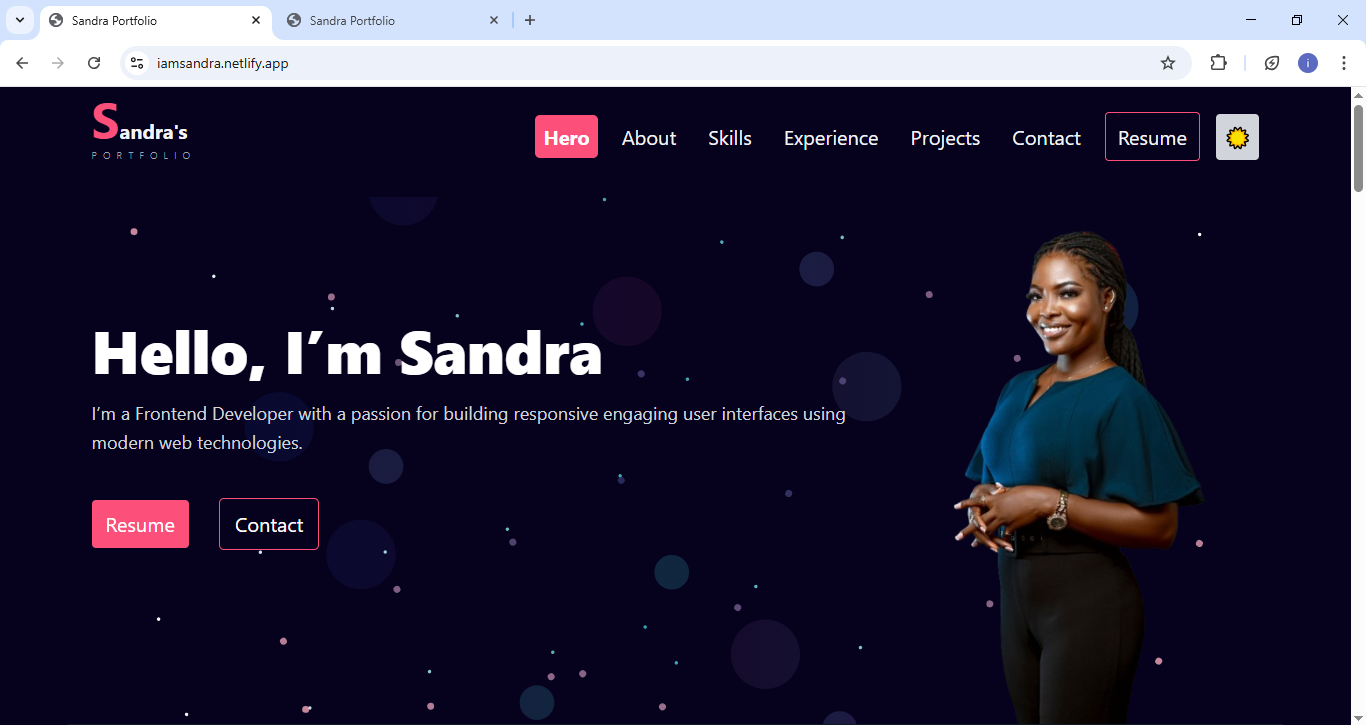 Sandra Portfolio
Sandra Portfolio
iamsandra.netlify.app
i
Sandra's
PORTFOLIO
Hero
About
Skills
Experience
Projects
Contact
Resume
Hello, I’m Sandra
I’m a Frontend Developer with a passion for building responsive engaging user interfaces using
modern web technologies.
Resume
Contact